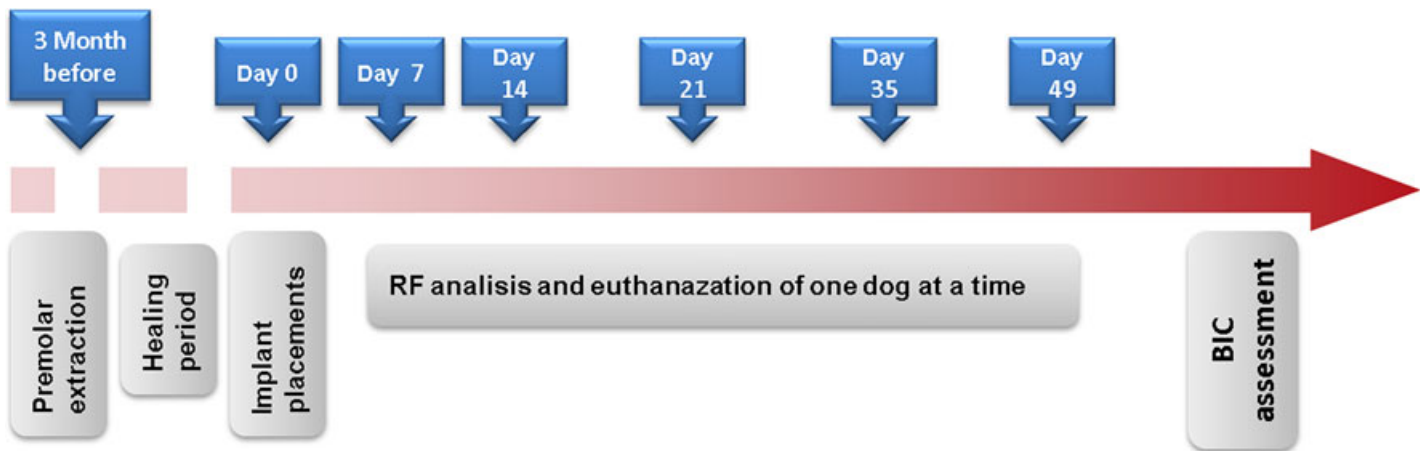 3 Month
before
Day 0
Day 7
Day
14
Day
21
Day
35
Day
49
Premolar
extraction
Healing
period
Implant
placements
RF analisis and euthanazation of one dog at a time
BIC
assessment